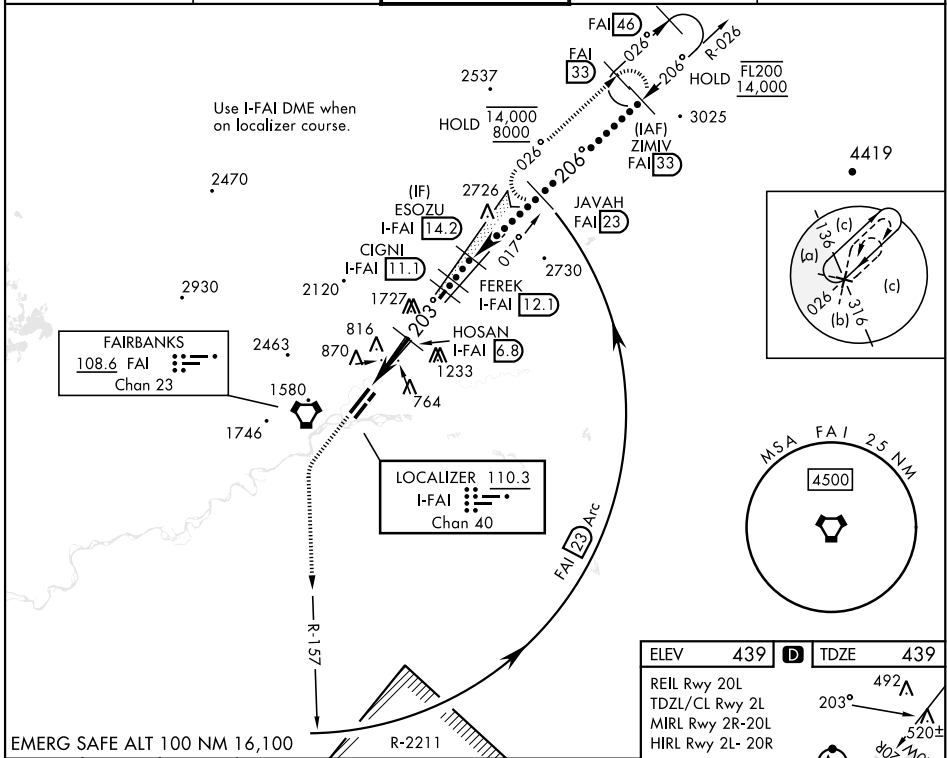 FAI 46
026°
R-026
FAI
33
206°
HOLD
FL200
14,000
2537
Use I-FAI DME when
on localizer course.
HOLD
14,000
8000
3025
026°
206°
(IAF)
ZIMIV
FAI 33
4419
2470
(IF)
ESOZU
I-FAI 14.2
2726
JAVAH
FAI 23
017°
CIGNI
I-FAI 11.1
2730
136
(c)
(a)
(c)
026
316
(b)
2930
2120
FEREK
I-FAI 12.1
1727
203°
816
HOSAN
I-FAI 6.8
870
1233
764
FAIRBANKS
108.6 FAI
Chan 23
2463
1580
1746
LOCALIZER 110.3
I-FAI
Chan 40
MSA FAI 25 NM
4500
FAI 23 Arc
R-157
R-2211
EMERG SAFE ALT 100 NM 16,100
ELEV 439 D TDZE 439
REIL Rwy 20L
TDZL/CL Rwy 2L
MIRL Rwy 2R-20L
HIRL Rwy 2L- 20R
492
203°
520±
20R